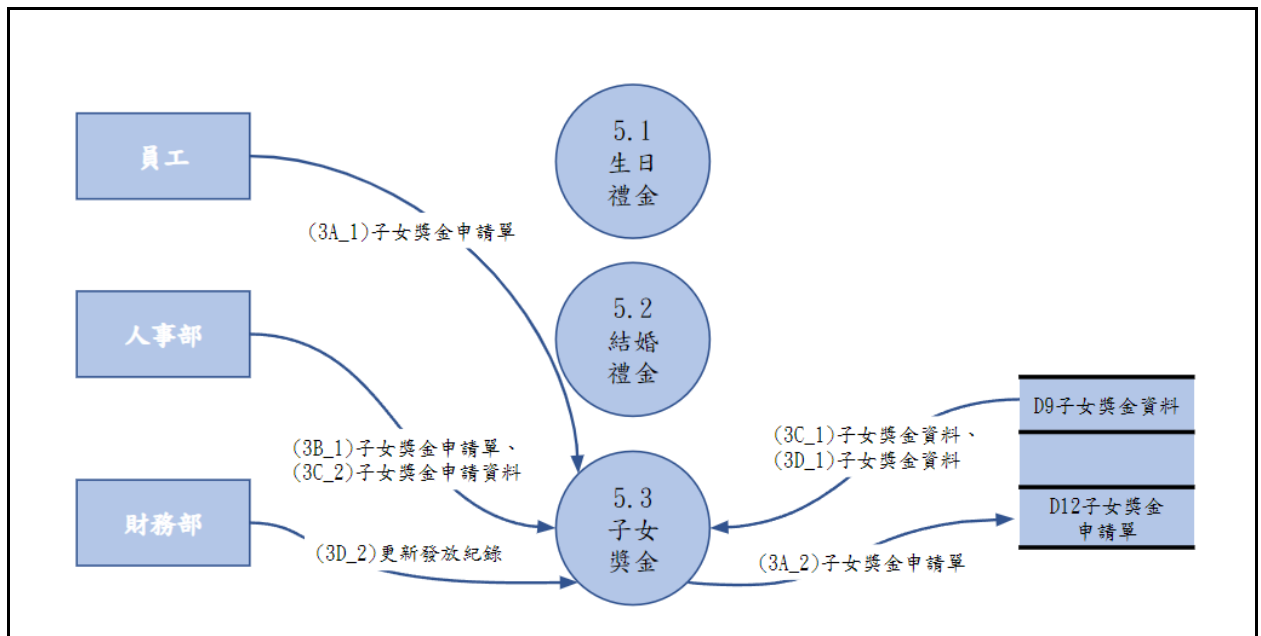 員工
5.1
生日
禮金
(3A_1)子女獎金申請單
人事部
5.2
結婚
禮金
D9子女獎金資料
(3B_1)子女獎金申請單、
(3C_2)子女獎金申請資料
(3C_1)子女獎金資料、
(3D_1)子女獎金資料
財務部
5.3
子女
獎金
D12子女獎金
申請單
(3D_2)更新發放紀錄
(3A_2)子女獎金申請單